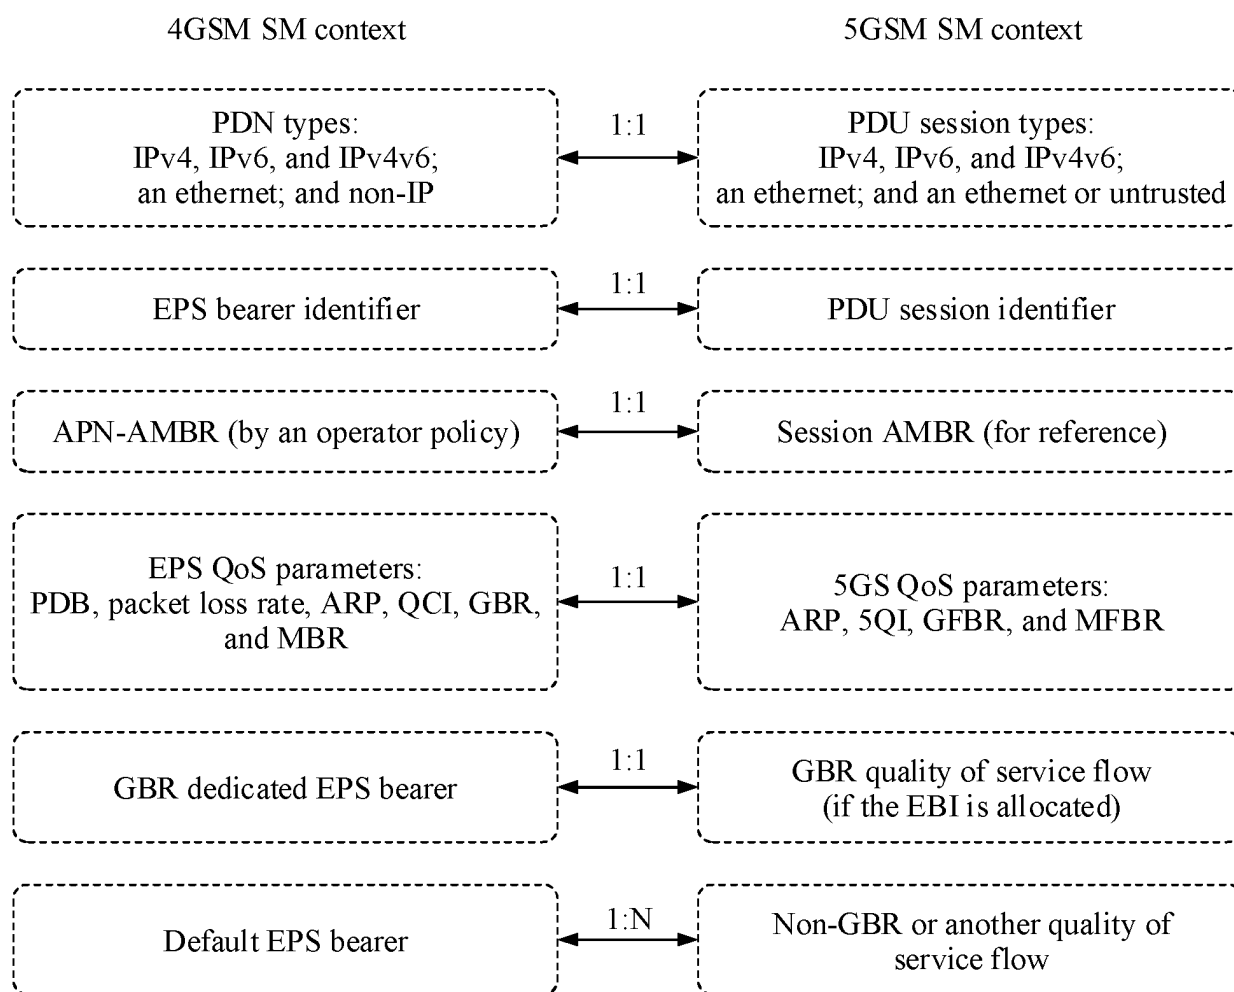 4GSM SM context
5GSM SM context
PDN types:
IPv4, IPv6, and IPv4v6;
an ethernet; and non-IP
1:1
PDU session types:
IPv4, IPv6, and IPv4v6;
an ethernet; and an ethernet or untrusted
EPS bearer identifier
1:1
PDU session identifier
APN-AMBR (by an operator policy)
1:1
Session AMBR (for reference)
EPS QoS parameters:
PDB, packet loss rate, ARP, QCI, GBR,
and MBR
1:1
5GS QoS parameters:
ARP, 5QI, GFBR, and MFBR
GBR dedicated EPS bearer
1:1
GBR quality of service flow
(if the EBI is allocated)
Default EPS bearer
1:N
Non-GBR or another quality of
service flow